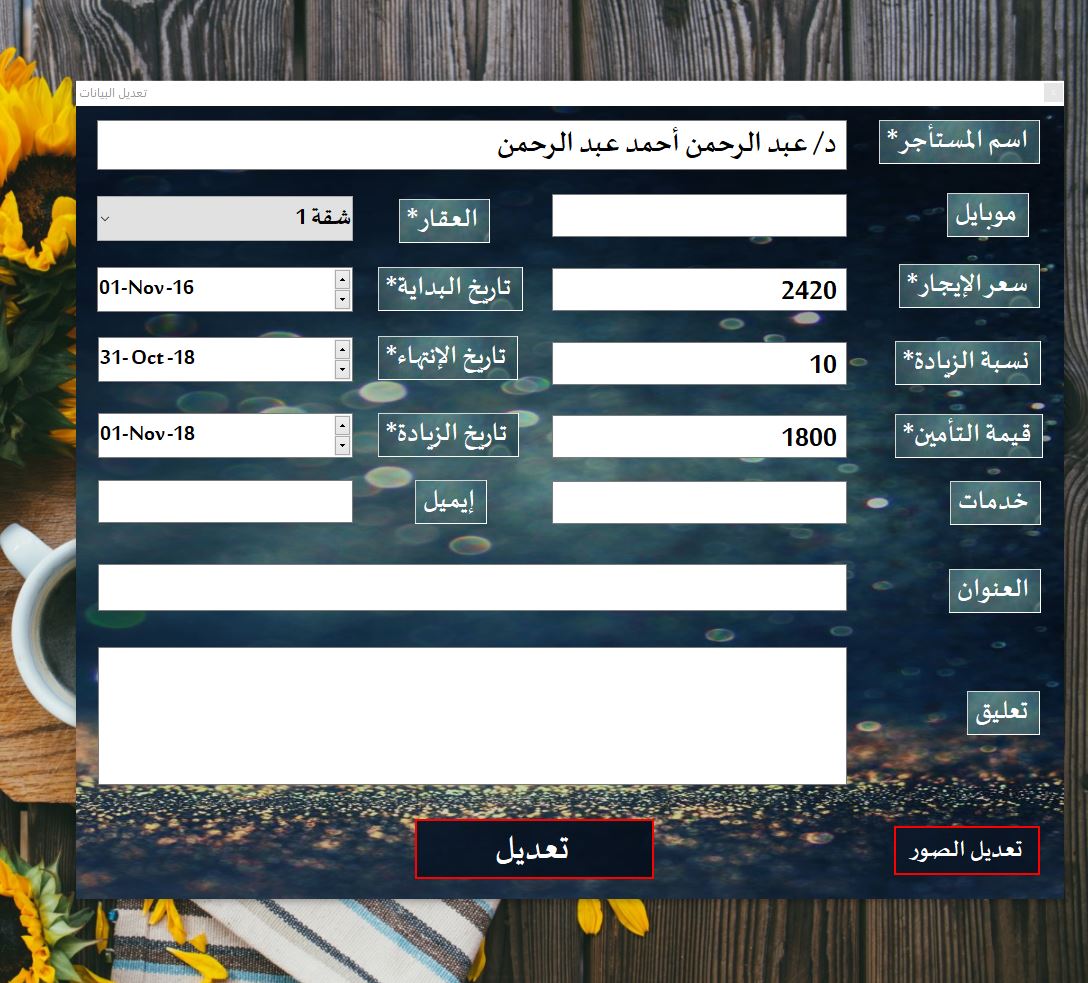 تعديل البيانات
اسم المستأجر*
د/ عبد الرحمن أحمد عبد الرحمن
موبايل
العقار*
شقة 1
سعر الإيجار*
2420
تاريخ البداية*
01-Nov-16
نسبة الزيادة*
10
تاريخ الإنتهاء*
31-Oct-18
قيمة التأمين*
1800
تاريخ الزيادة*
01-Nov-18
خدمات
إيميل
العنوان
تعليق
تعديل الصور
تعديل